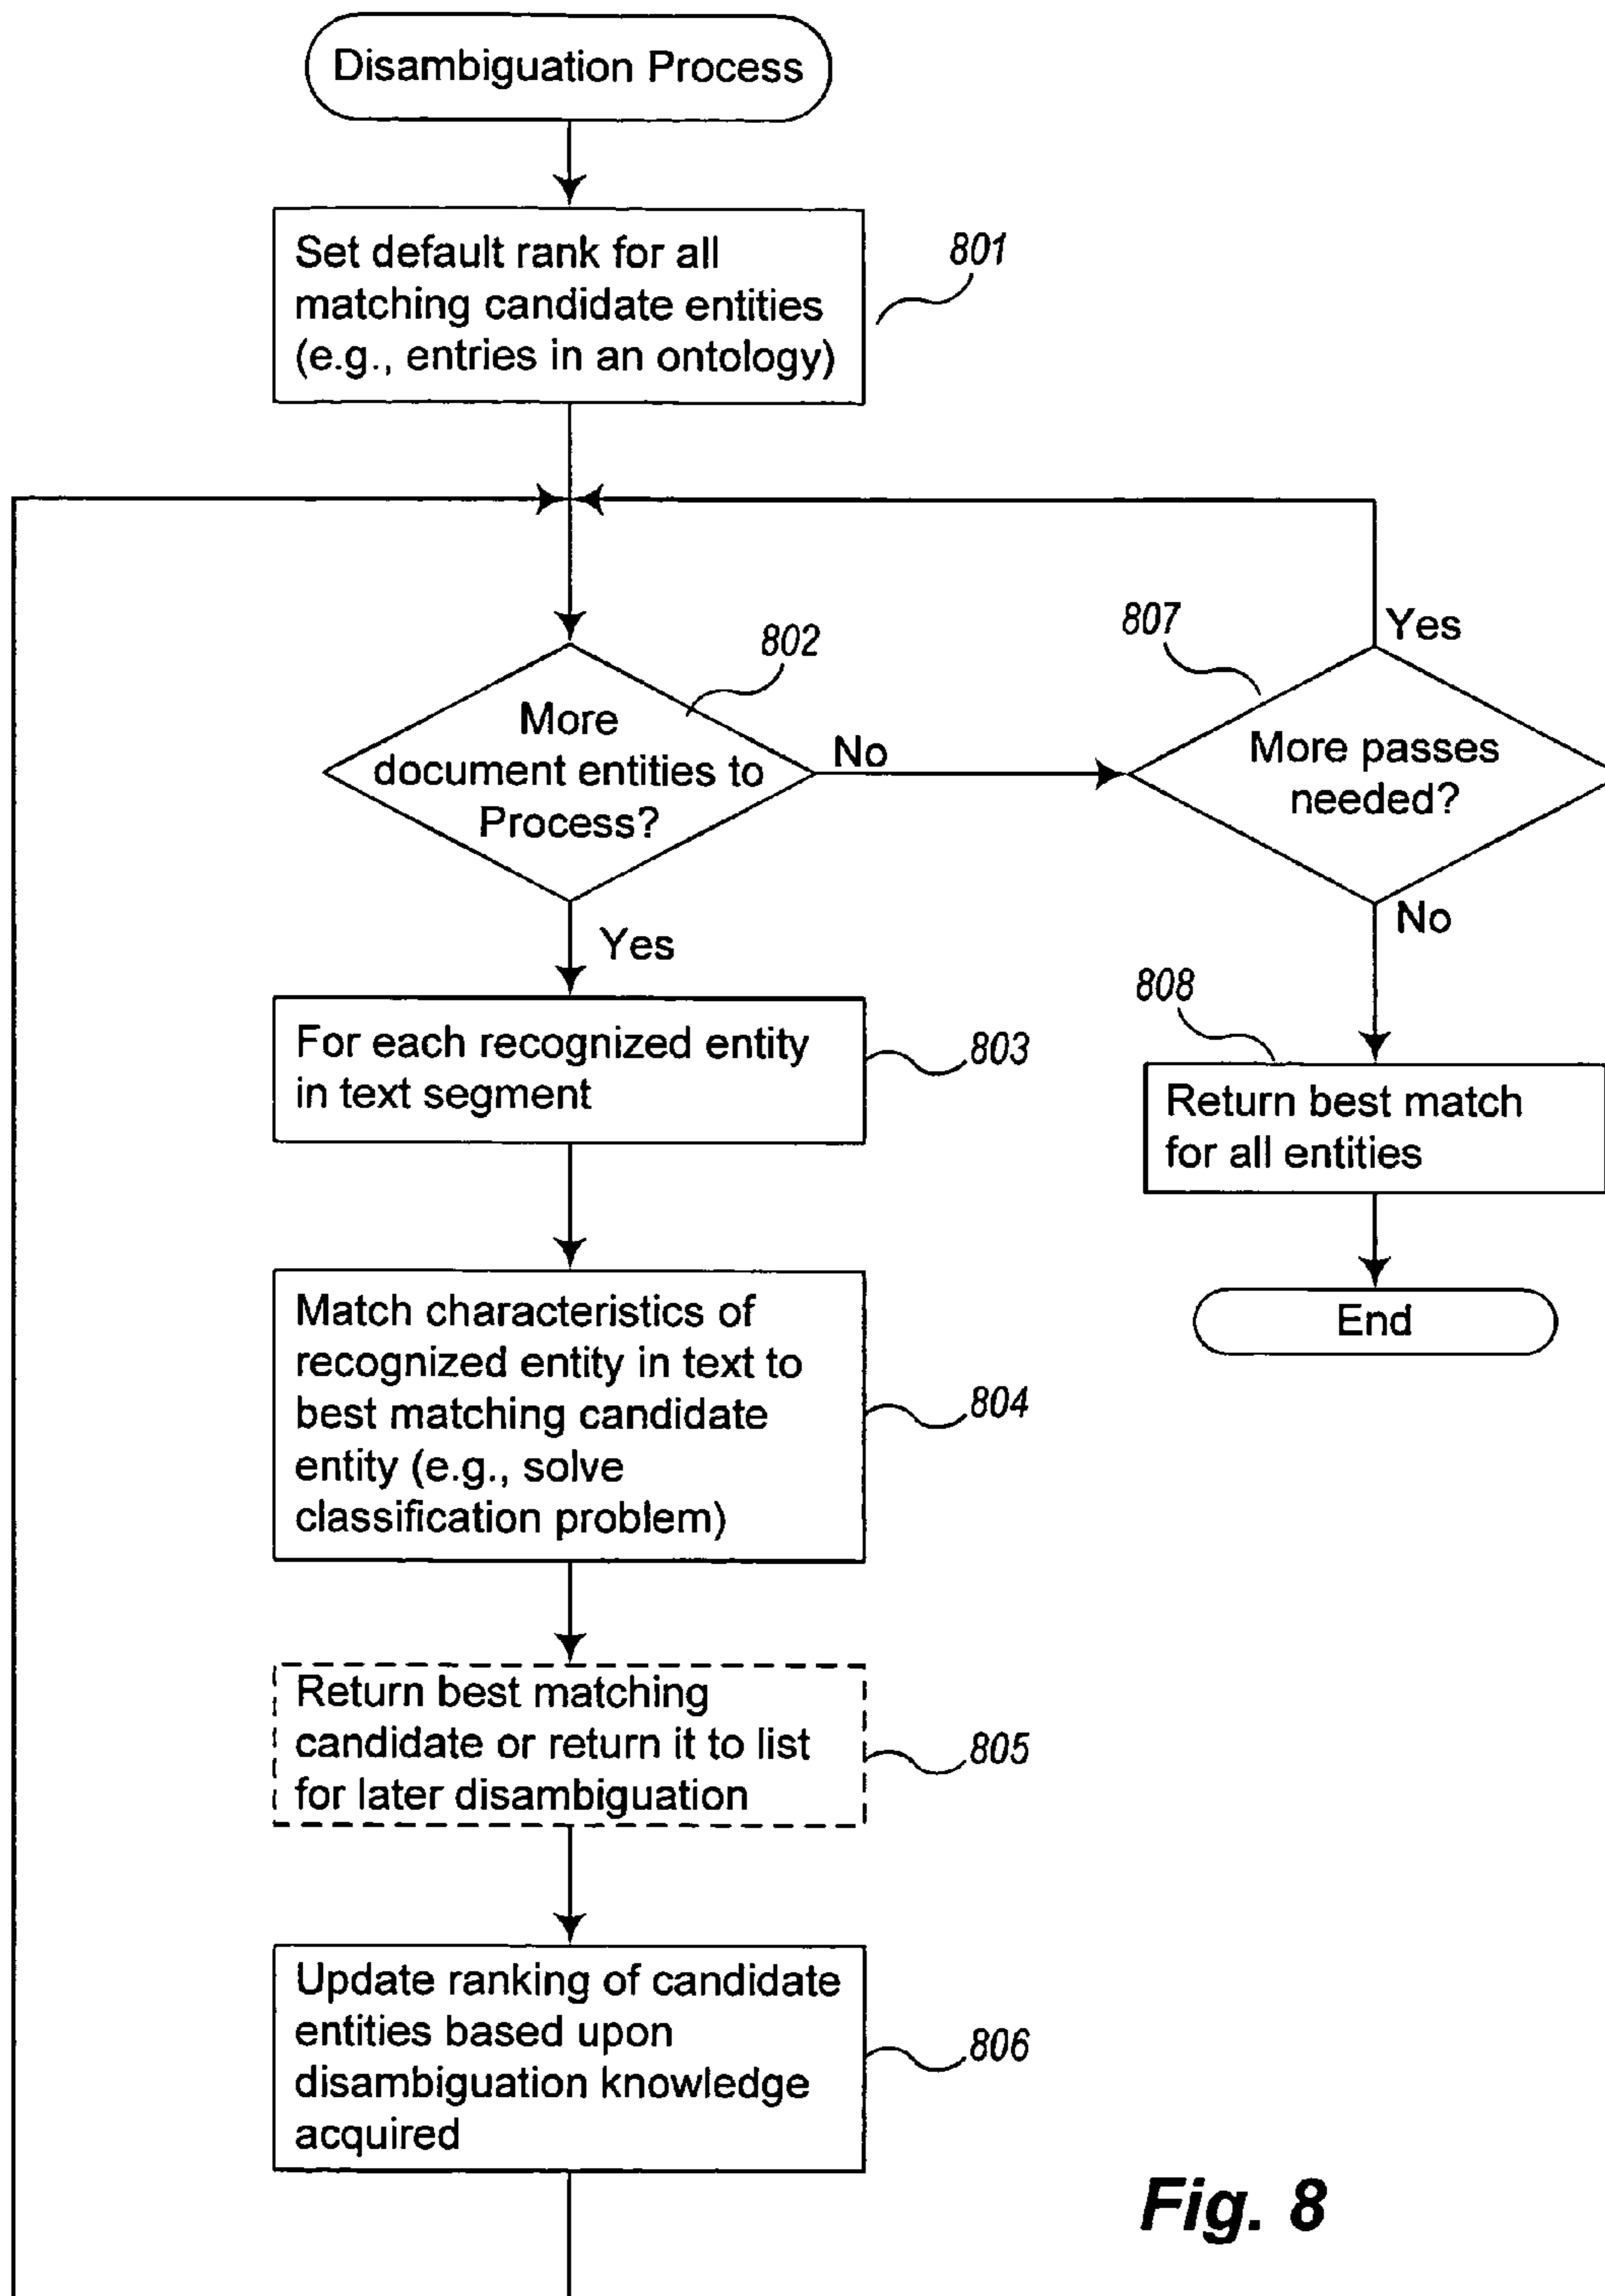 Disambiguation Process
Set default rank for all
matching candidate entities
(e.g., entries in an ontology)
801
802
More
document entities to
Process?
No
Yes
807
More passes
needed?
Yes
No
For each recognized entity
in text segment
803
808
Return best match
for all entities
End
Match characteristics of
recognized entity in text to
best matching candidate
entity (e.g., solve
classification problem)
804
Return best matching
candidate or return it to list
for later disambiguation
805
Update ranking of candidate
entities based upon
disambiguation knowledge
acquired
806
Fig. 8